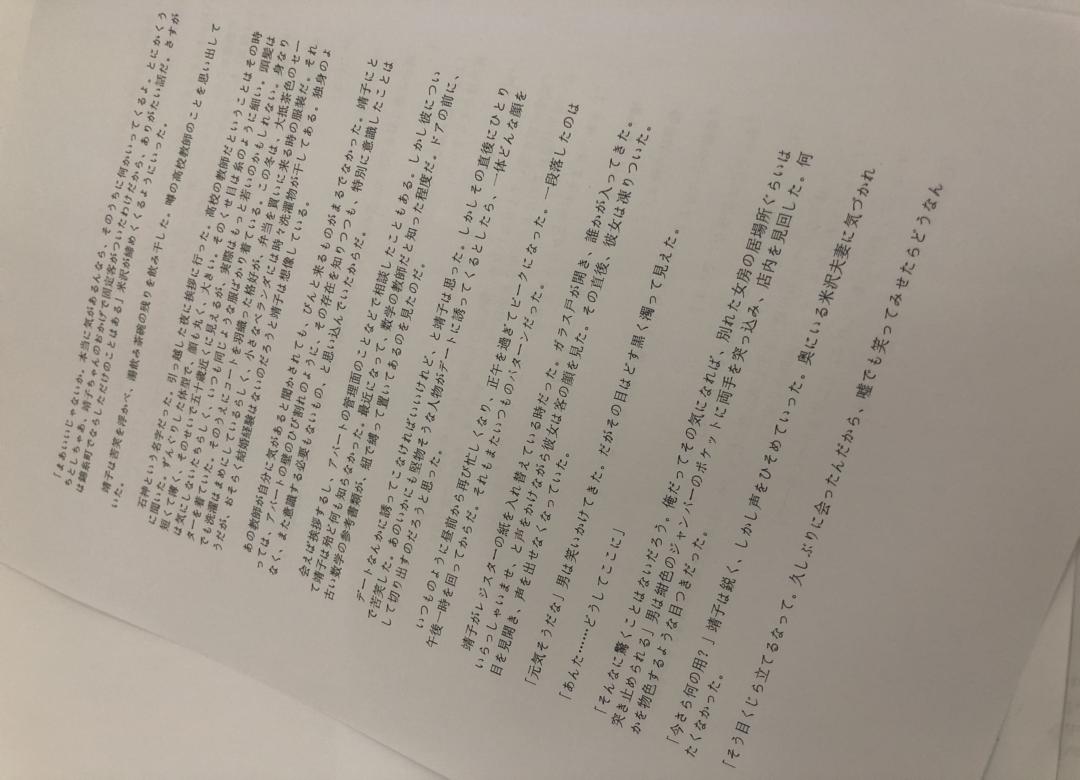 「まあいいじゃないか。本当に気があるんなら、そのうちに何かいってくるよ。とにかくう
ちとしちゃあ、靖子ちゃんのおかげで固定客がついたわけだから、ありがたい話だ。さすが
は錦糸町でならしただけのことはある」米沢が締めくくるようにいった。
靖子は苦笑を浮かべ、湯飲み茶碗の残りを飲み干した。噂の高校教師のことを思い出して
いた。
石神という名字だった。引っ越した夜に挨拶に行った。高校の教師だということはその時
に聞いた。ずんぐりした体型で、顔も丸く、大きい。そのくせ目は糸のように細い。頭髪は
短くて薄く、そのせいで五十歳近くに見えるが、実際はもっと若いのかもしれない。身なり
は気にしないたちらしく、いつも同じような服ばかり着ている。この冬は、大抵茶色のセー
ターを着ていた。そのうえにコートを羽織った格好が、弁当を買いに来る時の服装だ。それ
でも洗濯はまめにしているらしく、小さなベランダには時々洗濯物が干してある。独身のよ
うだが、おそらく結婚経験はないのだろうと靖子は想像している。
あの教師が自分に気があると聞かされても、ぴんと来るものがまるでなかった。靖子にと
っては、アパートの壁のひび割れのように、その存在を知りつつも、特別に意識したことは
なく、また意識する必要もないもの、と思い込んでいたからだ。
会えば挨拶するし、アパートの管理面のことなどで相談したこともある。しかし彼につい
て靖子は殆ど何も知らなかった。最近になって、数学の教師だと知った程度だ。ドアの前に、
古い数学の参考書類が、紐で縛って置いてあるのを見たのだ。
デートなんかに誘ってこなければいいけれど、と靖子は思った。しかしその直後にひとり
で苦笑した。あのいかにも堅物そうな人物がデートに誘ってくるとしたら、一体どんな顔を
して切り出すのだろうと思った。
いつものように昼前から再び忙しくなり、正午を過ぎてピークになった。一段落したのは
午後一時を回ってからだ。それもまたいつものパターンだった。
靖子がレジスターの紙を入れ替えている時だった。ガラス戸が開き、誰かが入ってきた。
いらっしゃいませ、と声をかけながら彼女は客の顔を見た。その直後、彼女は凍りついた。
目を見開き、声を出せなくなっていた。
「元気そうだな」男は笑いかけてきた。だがその目はどす黒く濁って見えた。
「あんた……どうしてここに」
「そんなに驚くことはないだろう。俺だってその気になれば、別れた女房の居場所ぐらいは
突き止められる」男は紺色のジャンパーのポケットに両手を突っ込み、店内を見回した。何
かを物色するような目つきだった。
「今さら何の用？」靖子は鋭く、しかし声をひそめていった。奥にいる米沢夫妻に気づかれ
たくなかった。
「そう目くじら立てるなって。久しぶりに会ったんだから、嘘でも笑ってみせたらどうなん